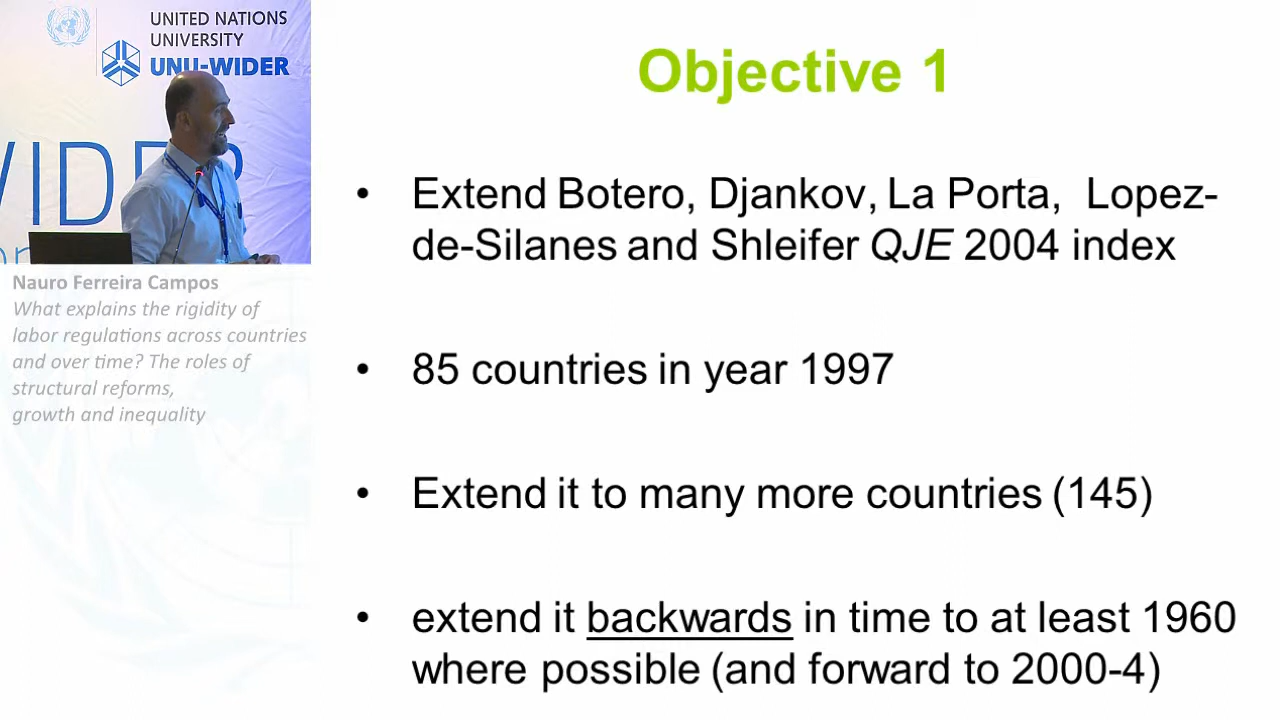 UNITED NATIONS
UNIVERSITY
UNU-WIDER
Nauro Ferreira Campos
What explains the rigidity of
labor regulations across countries
and over time? The roles of
structural reforms,
growth and inequality
Objective 1
• Extend Botero, Djankov, La Porta, Lopez-
de-Silanes and Shleifer QJE 2004 index
• 85 countries in year 1997
• Extend it to many more countries (145)
• extend it backwards in time to at least 1960
where possible (and forward to 2000-4)